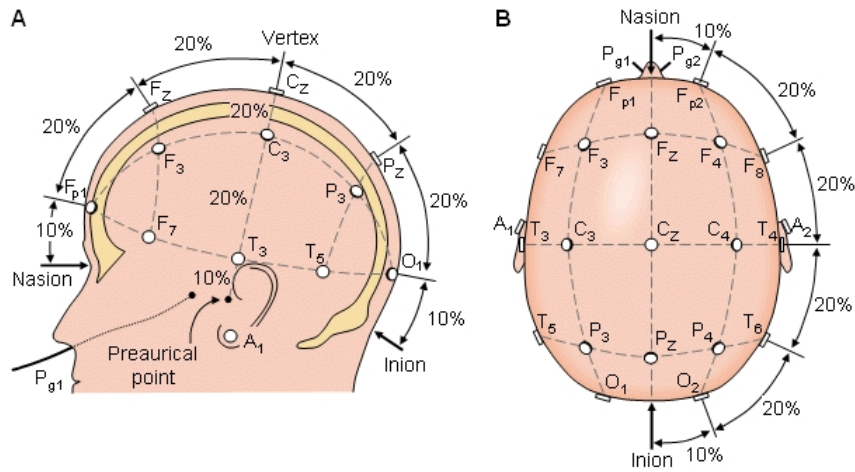 A
20%
Vertex
20%
FZ
CZ
20%
20%
C3
F3
PZ
Fp1
20%
P3
20%
10%
F7
T3
T5
O1
Nasion
10%
10%
Preaurical
point
A1
Inion
Pg1
B
Nasion
10%
Pg1
Pg2
Fp1
Fp2
20%
F7
F3
FZ
F4
F8
20%
A1
T3
C3
CZ
C4
T4
A2
20%
T5
P3
PZ
P4
T6
O1
O2
20%
10%
Inion